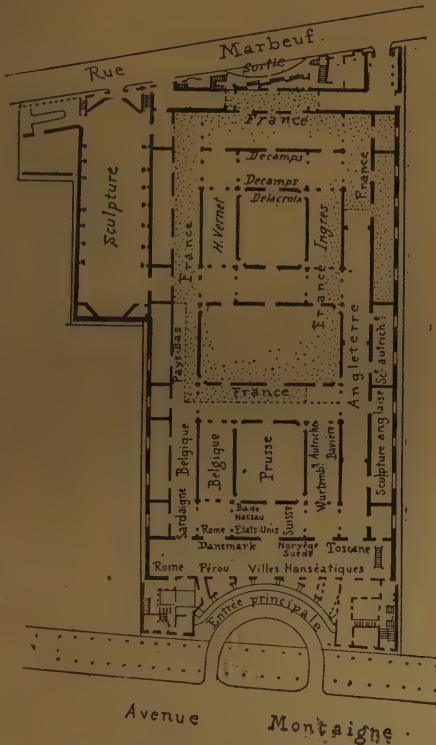 Rue Marbeuf.
Sortie
France
Decamps
Decamps
Delacroix
France
Sculpture
France
H. Vernet
Ingres
France
Pays-Bas
Angleterre
Sc. autrich^e
France
Sardaigne
Belgique
Belgique
Prusse
Wurtemb.g
Autriche
Bavière
Sculpture anglaise
Rome
Bade
Nassau
Etats-Unis
Suisse
Danemark
Norvège
Suède
Toscane
Rome Pérou Villes Hanséatiques
Entrée principale
Avenue Montaigne.